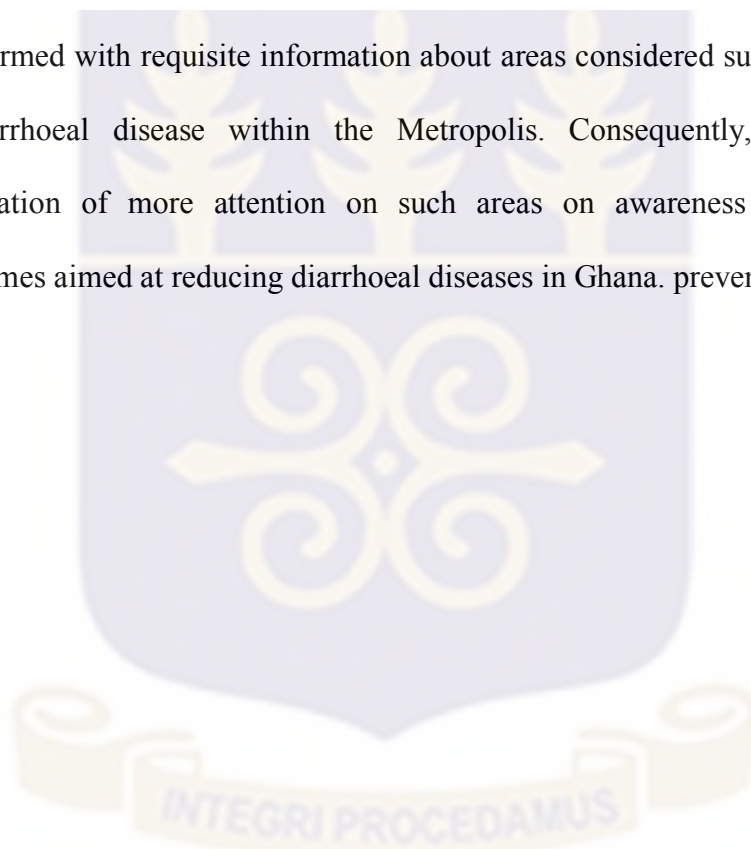 rmed with requisite information about areas considered su
rrhoeal disease within the Metropolis. Consequently,
ation of more attention on such areas on awareness
mes aimed at reducing diarrhoeal diseases in Ghana. preven
INTEGRI PROCEDAMUS